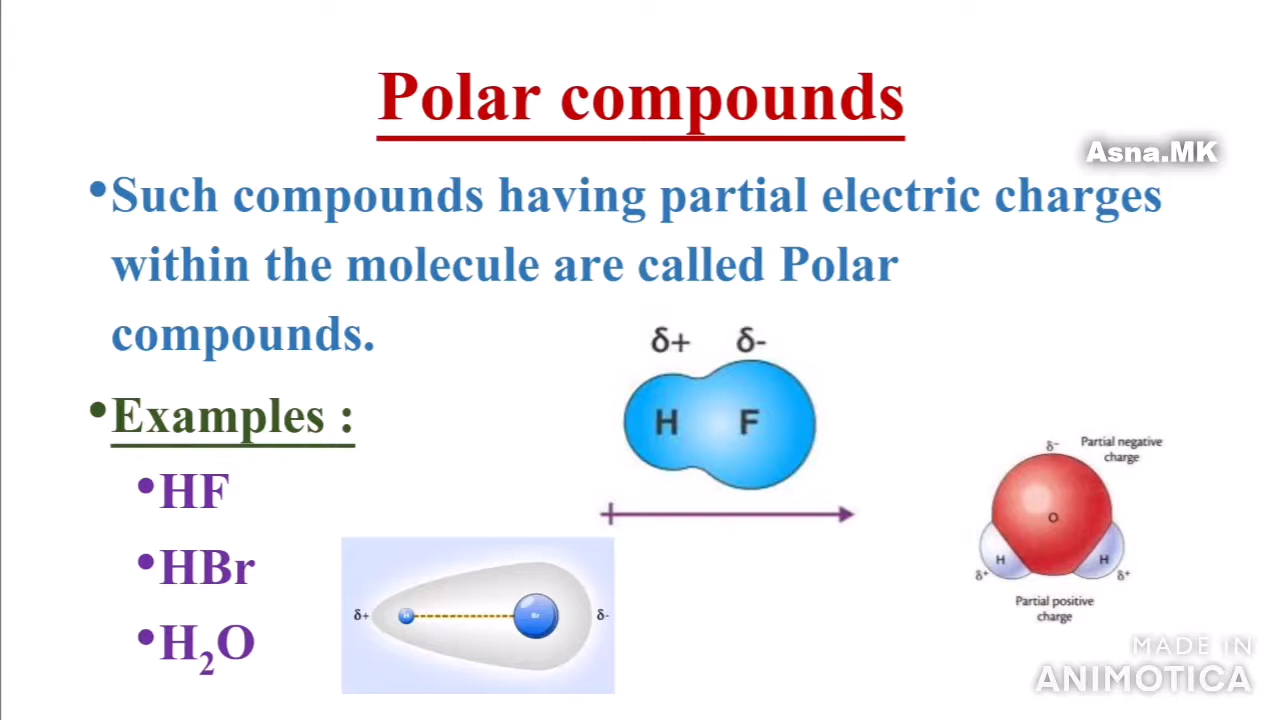 Polar compounds
Asna.MK
•Such compounds having partial electric charges
within the molecule are called Polar
compounds.
•Examples :
•HF
•HBr
•H₂O
δ+ δ-
H F
δ+ H Br δ-
δ- Partial negative
charge
O
H H
δ+ δ+
Partial positive
charge
MADE IN
ANIMOTICA